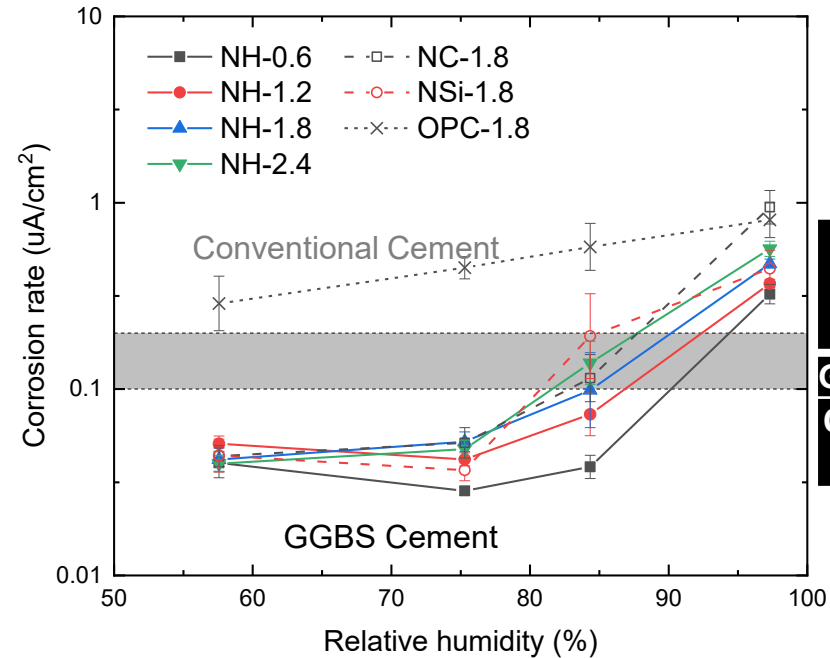 10
1
0.1
0.01
Corrosion rate (uA/cm²)
NH-0.6
NH-1.2
NH-1.8
NH-2.4
NC-1.8
NSi-1.8
OPC-1.8
Conventional Cement
GGBS Cement
50
60
70
80
90
100
Relative humidity (%)